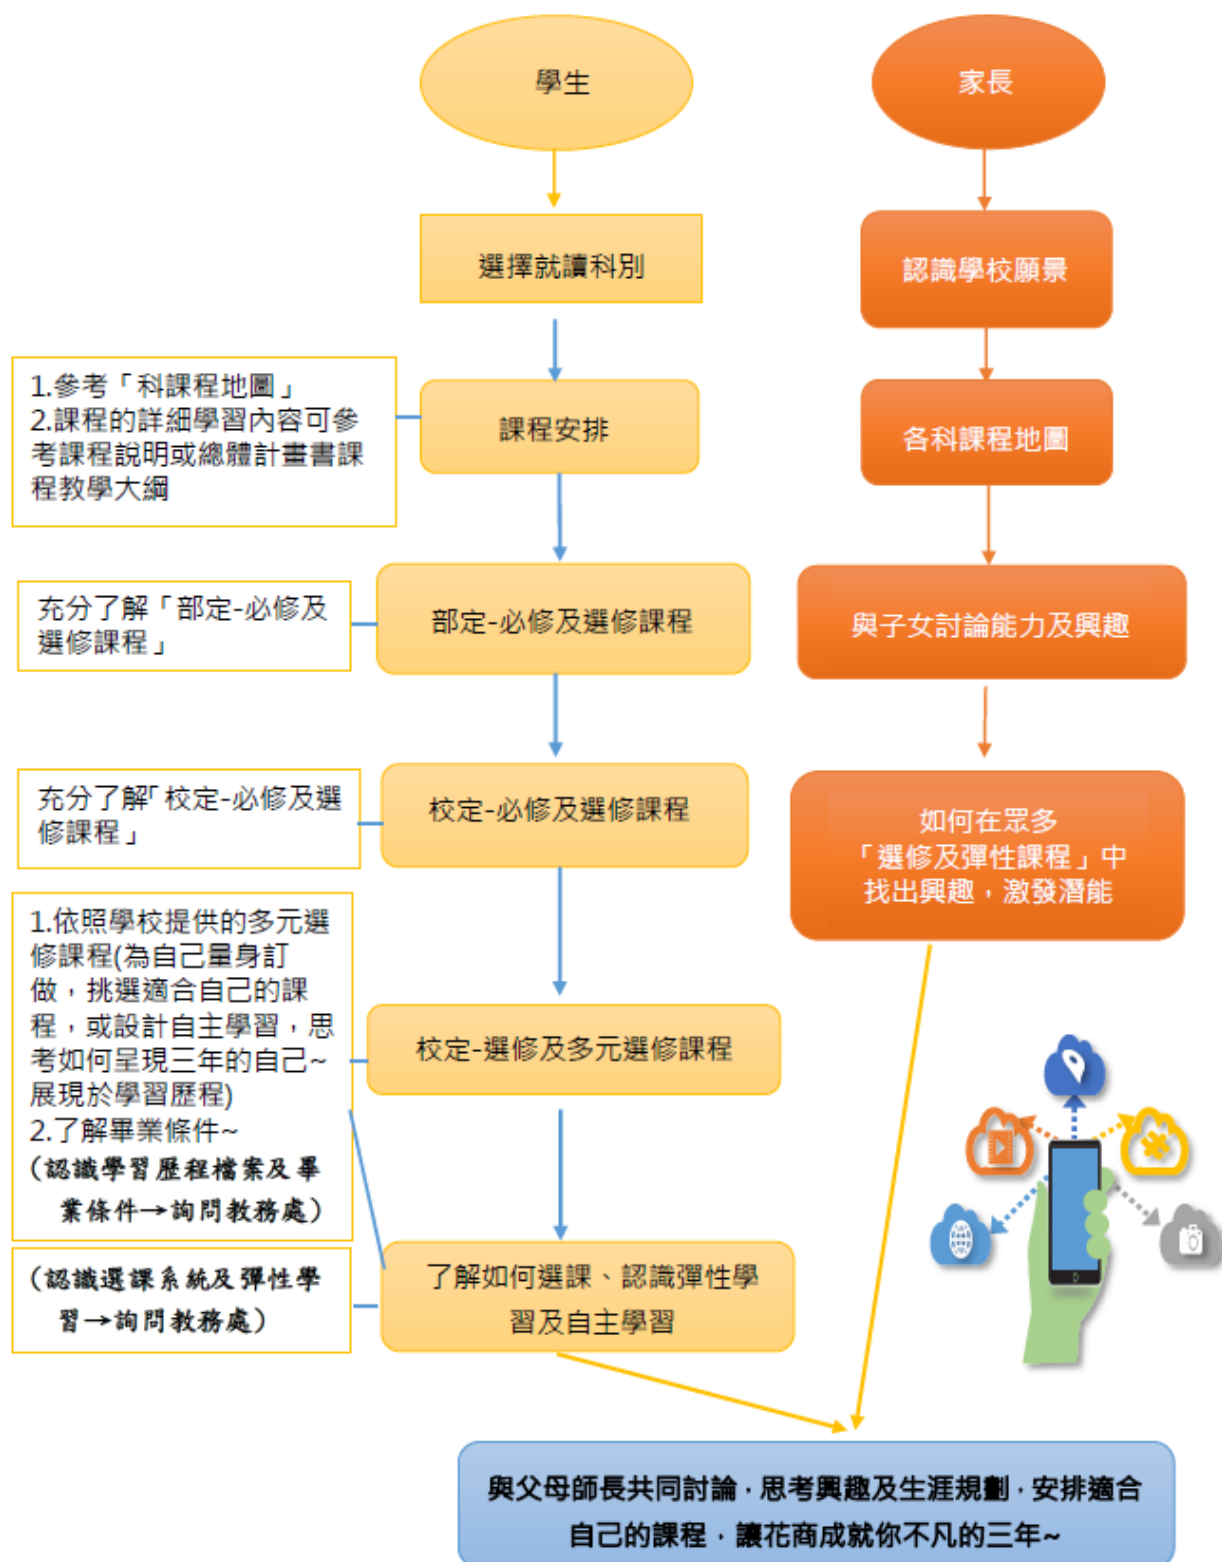 學生
選擇就讀科別
1.參考「科課程地圖」
2.課程的詳細學習內容可參
考課程說明或總體計畫書課
程教學大綱
課程安排
充分了解「部定-必修及
選修課程」
部定-必修及選修課程
充分了解「校定-必修及選
修課程」
校定-必修及選修課程
1.依照學校提供的多元選
修課程(為自己量身訂
做，挑選適合自己的課
程，或設計自主學習，思
考如何呈現三年的自己~
展現於學習歷程)
2.了解畢業條件~
(認識學習歷程檔案及畢
業條件→詢問教務處)
校定-選修及多元選修課程
(認識選課系統及彈性學
習→詢問教務處)
了解如何選課、認識彈性學
習及自主學習
家長
認識學校願景
各科課程地圖
與子女討論能力及興趣
如何在眾多
「選修及彈性課程」中
找出興趣，激發潛能
與父母師長共同討論，思考興趣及生涯規劃，安排適合
自己的課程，讓花商成就你不凡的三年~